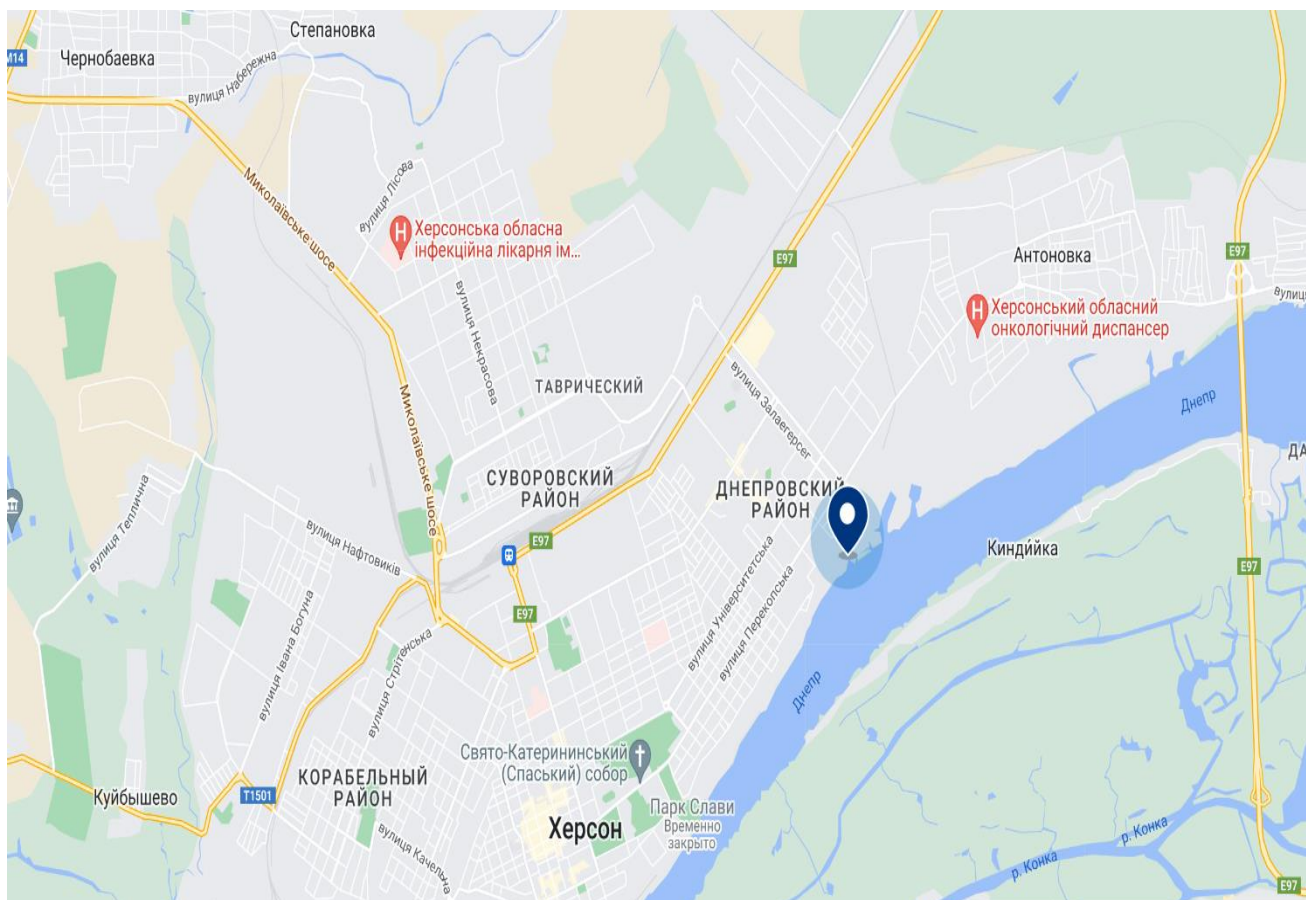 Степановка
Чернобаевка
M14
вулиця Набережна
Миколаївське шосе
вулиця Лісова
Херсонська обласна
інфекційна лікарня ім...
E97
Антоновка
E97
вулиця
Херсонський обласний
онкологічний диспансер
вулиця Некрасова
ТАВРИЧЕСКИЙ
вулиця Залаегерсег
Днепр
Миколаївське шосе
СУВОРОВСКИЙ
РАЙОН
ДНЕПРОВСКИЙ
РАЙОН
ДА
вулиця Теплична
вулиця Нафтовиків
E97
Кинди́йка
E97
вулиця Університетська
вулиця Перекопська
E97
вулиця Івана Богуна
вулиця Стрітенська
Днепр
Свято-Катерининський
(Спаський) собор
КОРАБЕЛЬНЫЙ
РАЙОН
Куйбышево
T1501
Парк Слави
Временно
закрыто
Херсон
вулиця Качельна
р. Конка
р. Конка
E97